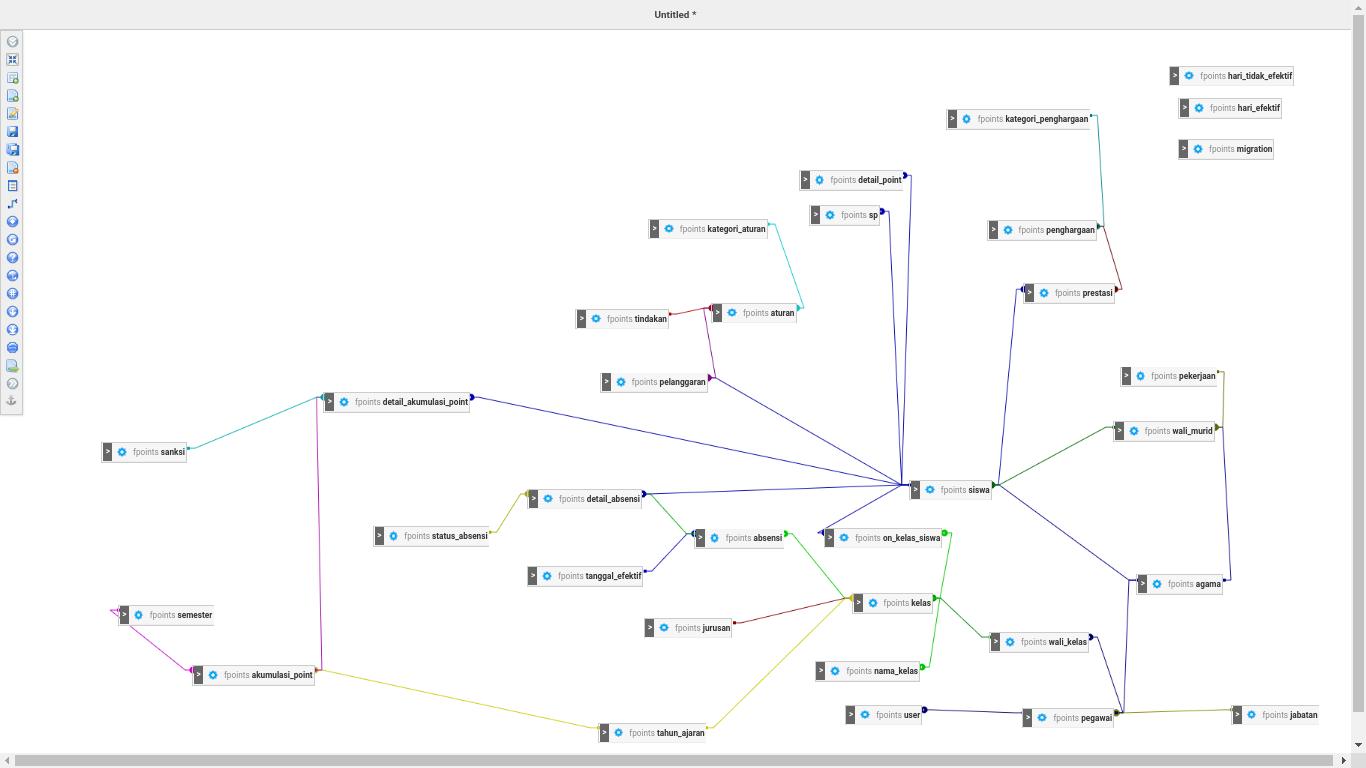 Untitled *
fpoints hari_tidak_efektif
fpoints hari_efektif
fpoints kategori_penghargaan
fpoints migration
fpoints detail_point
fpoints sp
fpoints kategori_aturan
fpoints penghargaan
fpoints prestasi
fpoints tindakan
fpoints aturan
fpoints pelanggaran
fpoints pekerjaan
fpoints detail_akumulasi_point
fpoints wali_murid
fpoints sanksi
fpoints siswa
fpoints detail_absensi
fpoints status_absensi
fpoints absensi
fpoints on_kelas_siswa
fpoints tanggal_efektif
fpoints agama
fpoints semester
fpoints kelas
fpoints jurusan
fpoints wali_kelas
fpoints akumulasi_point
fpoints nama_kelas
fpoints user
fpoints pegawai
fpoints jabatan
fpoints tahun_ajaran